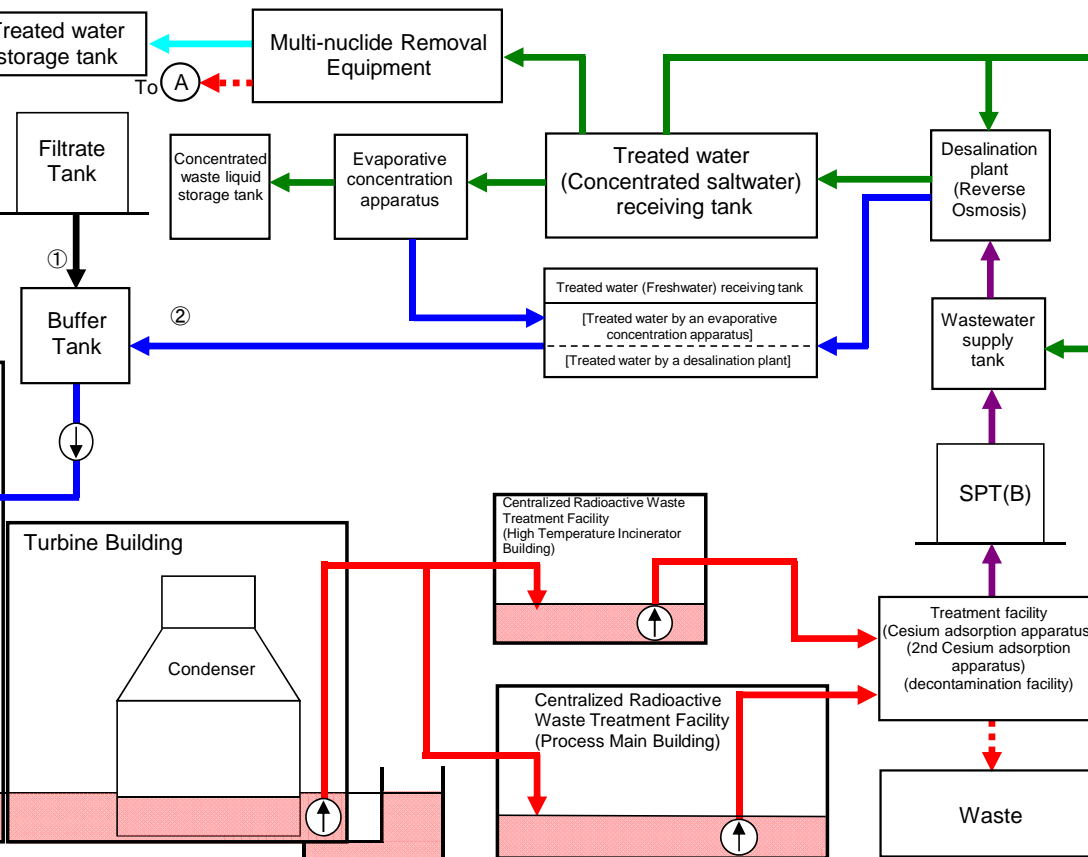 Treated water
storage tank
Multi-nuclide Removal
Equipment
To
A
Filtrate
Tank
Concentrated
waste liquid
storage tank
Evaporative
concentration
apparatus
Treated water
(Concentrated saltwater)
receiving tank
Desalination
plant
(Reverse
Osmosis)
①
Buffer
Tank
②
Treated water (Freshwater) receiving tank
[Treated water by an evaporative
concentration apparatus]
[Treated water by a desalination plant]
Wastewater
supply
tank
SPT(B)
Turbine Building
Condenser
Centralized Radioactive Waste
Treatment Facility
(High Temperature Incinerator
Building)
Centralized Radioactive
Waste Treatment Facility
(Process Main Building)
Treatment facility
(Cesium adsorption apparatus
(2nd Cesium adsorption
apparatus)
(decontamination facility)
Waste